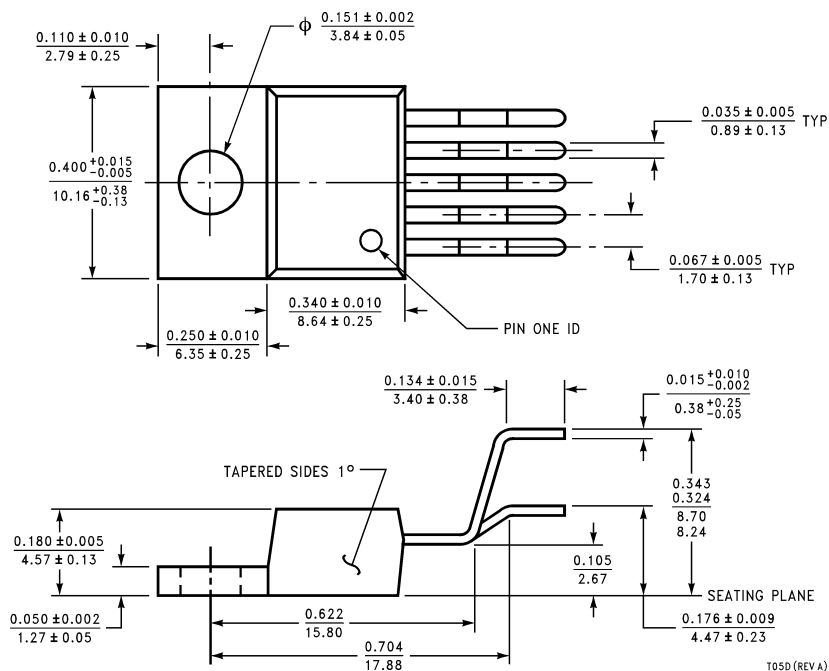 0.110 ± 0.010
2.79 ± 0.25
ϕ 0.151 ± 0.002
3.84 ± 0.05
0.035 ± 0.005
0.89 ± 0.13
TYP
0.400 +0.015 -0.005
10.16 +0.38 -0.13
0.067 ± 0.005
1.70 ± 0.13
TYP
0.340 ± 0.010
8.64 ± 0.25
PIN ONE ID
0.250 ± 0.010
6.35 ± 0.25
0.134 ± 0.015
3.40 ± 0.38
0.015 +0.010 -0.002
0.38 +0.25 -0.05
TAPERED SIDES 1°
0.343
0.324
8.70
8.24
0.180 ± 0.005
4.57 ± 0.13
0.105
2.67
SEATING PLANE
0.050 ± 0.002
1.27 ± 0.05
0.622
15.80
0.176 ± 0.009
4.47 ± 0.23
0.704
17.88
T05D (REV A)